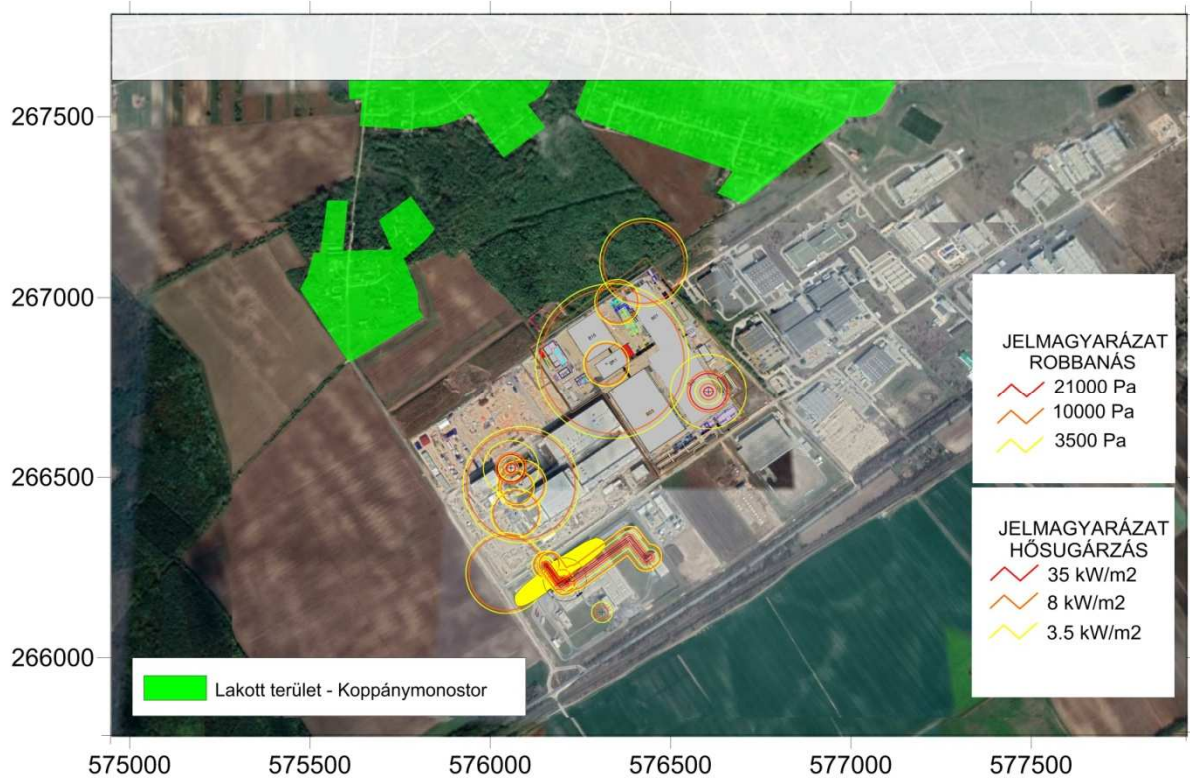 267500
267000
266500
266000
575000
575500
576000
576500
577000
577500
JELMAGYARÁZAT
ROBBANÁS
21000 Pa
10000 Pa
3500 Pa
JELMAGYARÁZAT
HŐSUGÁRZÁS
35 kW/m2
8 kW/m2
3.5 kW/m2
Lakott terület - Koppánymonostor